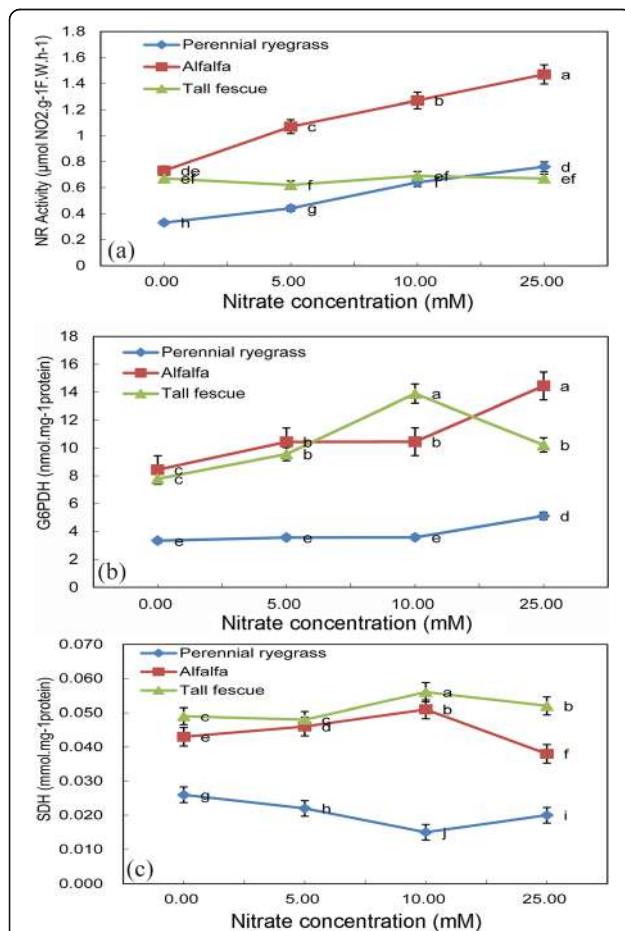 Perennial ryegrass
Alfalfa
Tall fescue
1.8
1.6
1.4
1.2
1
0.8
0.6
0.4
0.2
0
NR Activity (µmol NO2.g-1F.W.h-1)
a
b
c
de
ef
f
ef
f
d
ef
h
g
(a)
0.00 5.00 10.00 25.00
Nitrate concentration (mM)
Perennial ryegrass
Alfalfa
Tall fescue
18
16
14
12
10
8
6
4
2
0
G6PDH (nmol.mg-1protein)
a
a
c
c
b
b
b
b
e
e
e
d
(b)
0.00 5.00 10.00 25.00
Nitrate concentration (mM)
Perennial ryegrass
Alfalfa
Tall fescue
0.070
0.060
0.050
0.040
0.030
0.020
0.010
0.000
SDH (mmol.mg-1protein)
c
c
a
b
e
d
b
f
g
h
j
i
(c)
0.00 5.00 10.00 25.00
Nitrate concentration (mM)